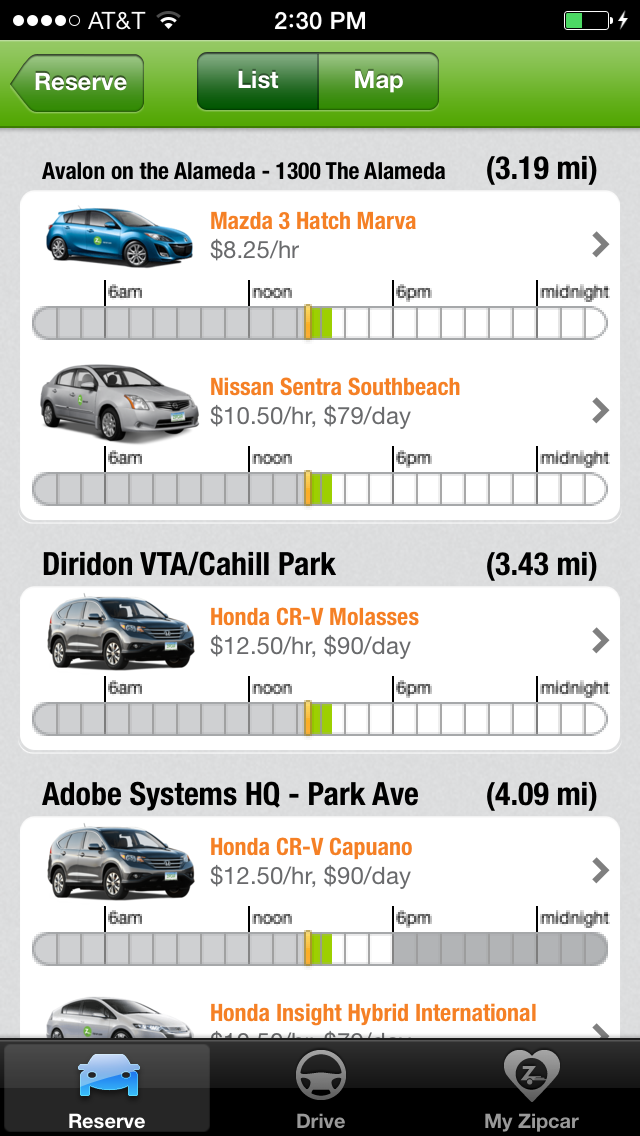 AT&T 2:30 PM
Reserve List Map
Avalon on the Alameda - 1300 The Alameda (3.19 mi)
Mazda 3 Hatch Marva
$8.25/hr
6am noon 6pm midnight
Nissan Sentra Southbeach
$10.50/hr, $79/day
6am noon 6pm midnight
Diridon VTA/Cahill Park (3.43 mi)
Honda CR-V Molasses
$12.50/hr, $90/day
6am noon 6pm midnight
Adobe Systems HQ - Park Ave (4.09 mi)
Honda CR-V Capuano
$12.50/hr, $90/day
6am noon 6pm midnight
Honda Insight Hybrid International
Reserve Drive My Zipcar